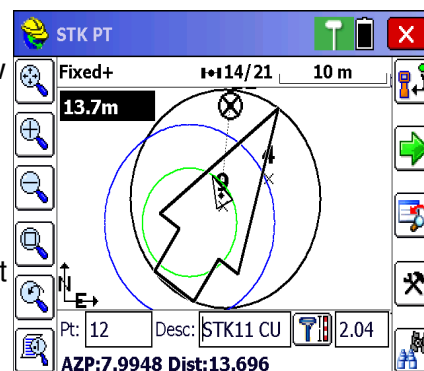 STK PT
Fixed+ 14/21 10 m
13.7m
4
N
E
Pt: 12 Desc: STK11 CU 2.04
AZP:7.9948 Dist:13.696